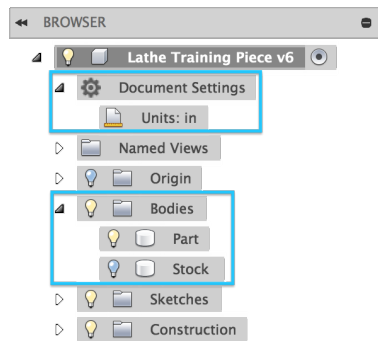 BROWSER
Lathe Training Piece v6
Document Settings
Units: in
Named Views
Origin
Bodies
Part
Stock
Sketches
Construction